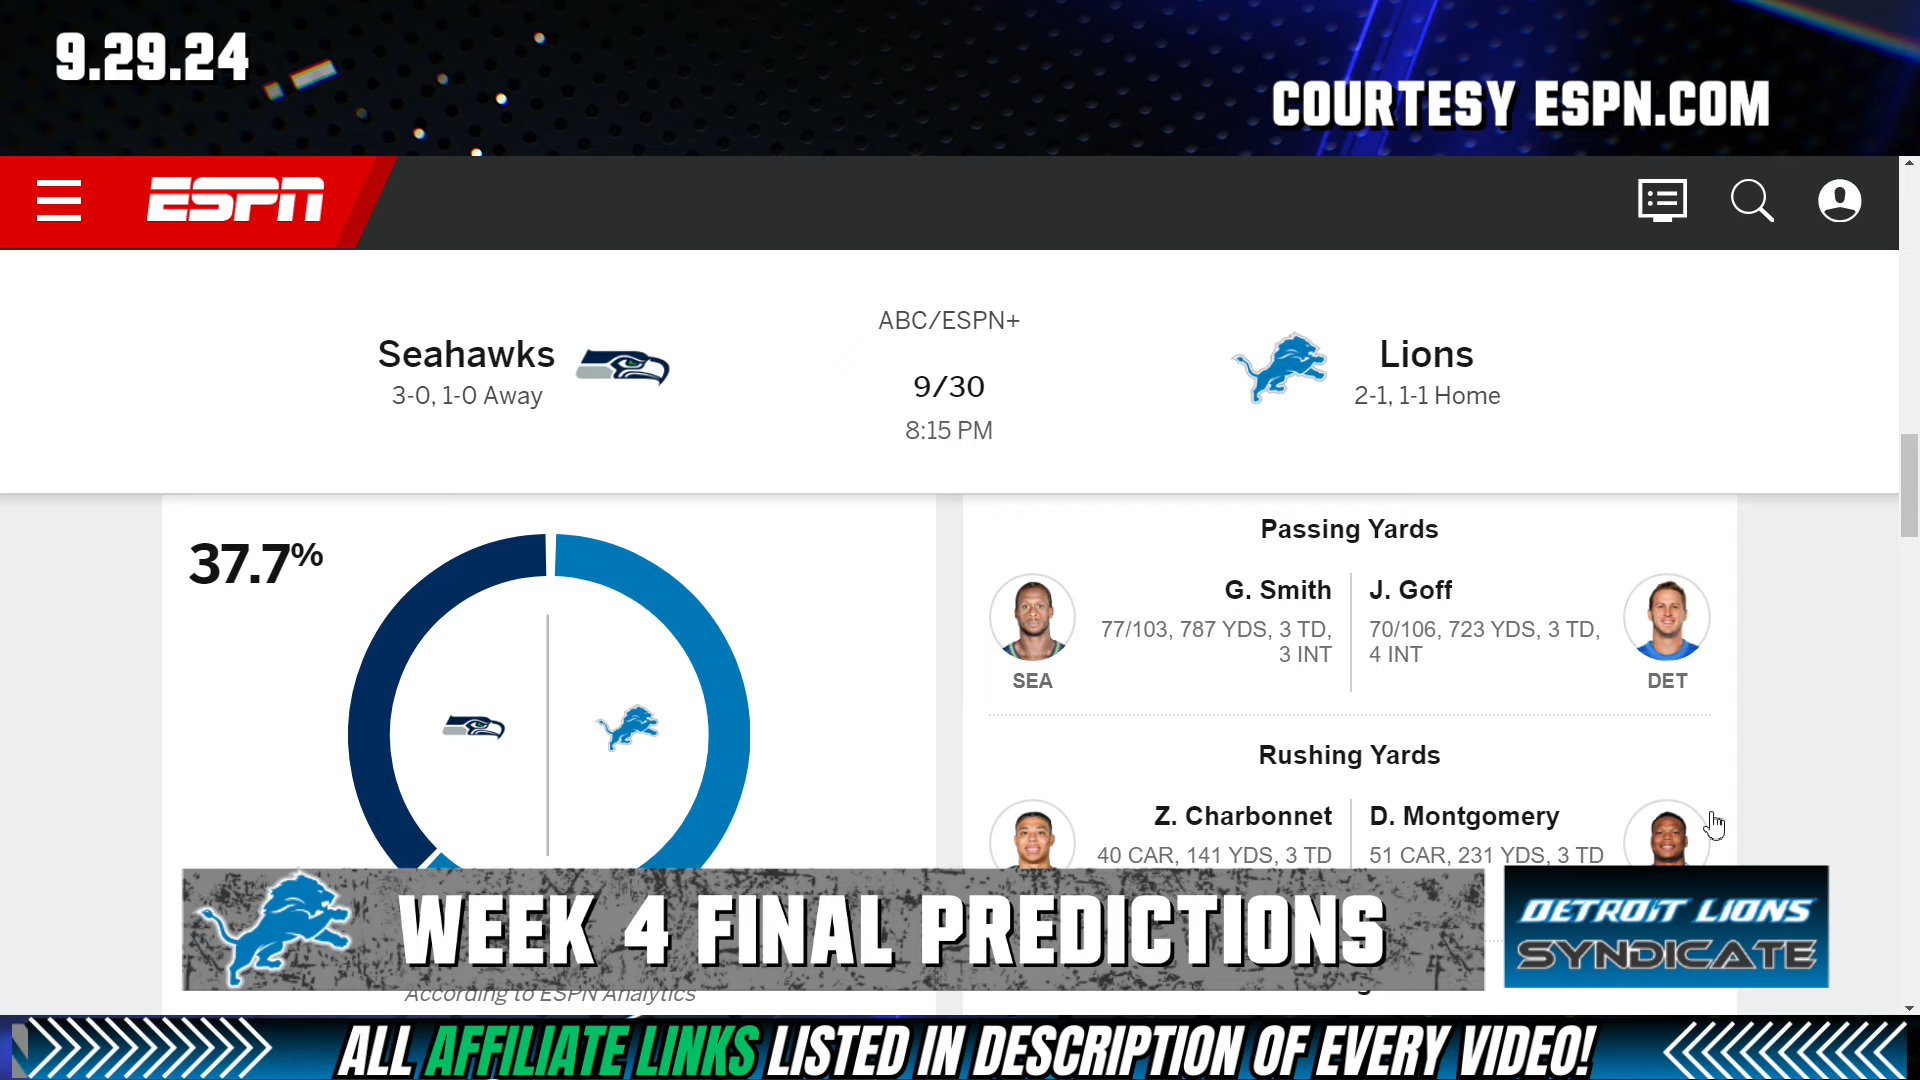 9.29.24
COURTESY ESPN.COM
ESPN
Seahawks
3-0, 1-0 Away
ABC/ESPN+
9/30
8:15 PM
Lions
2-1, 1-1 Home
37.7%
Passing Yards
G. Smith
77/103, 787 YDS, 3 TD,
3 INT
SEA
J. Goff
70/106, 723 YDS, 3 TD,
4 INT
DET
Rushing Yards
Z. Charbonnet
40 CAR, 141 YDS, 3 TD
D. Montgomery
51 CAR, 231 YDS, 3 TD
WEEK 4 FINAL PREDICTIONS
DETROIT LIONS
SYNDICATE
According to ESPN Analytics
ALL AFFILIATE LINKS LISTED IN DESCRIPTION OF EVERY VIDEO!